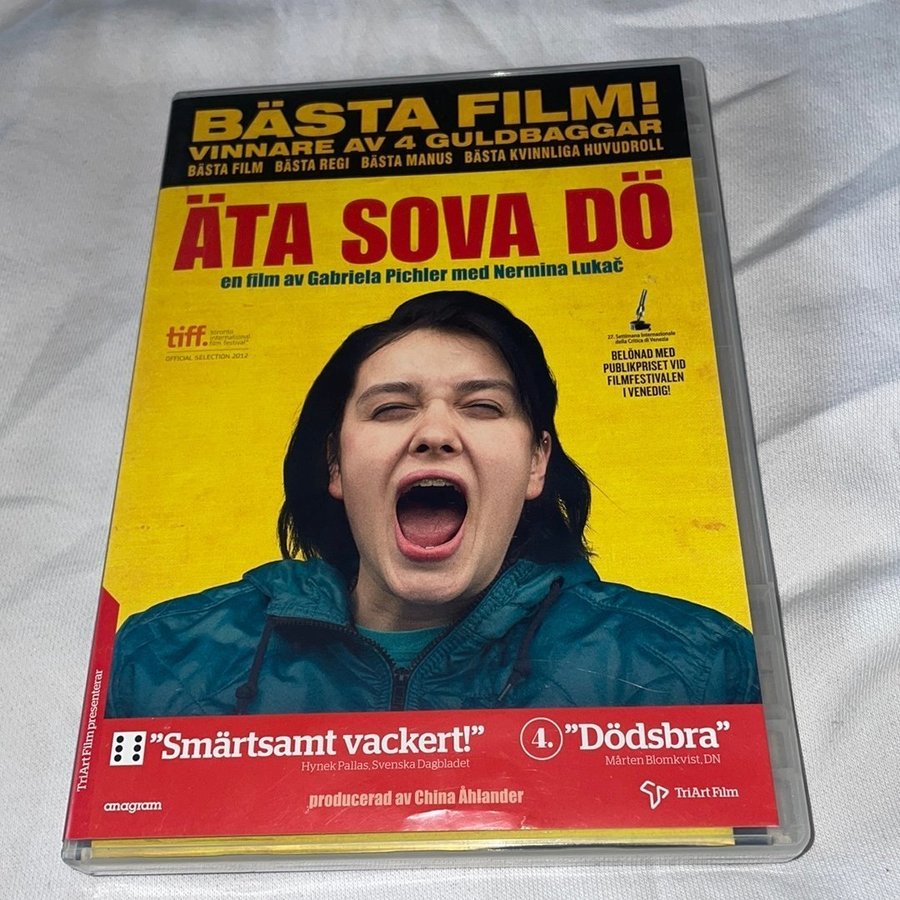 BÄSTA FILM!
VINNARE AV 4 GULDBAGGAR
BÄSTA FILM BÄSTA REGI BÄSTA MANUS BÄSTA KVINNLIGA HUVUDROLL
ÄTA SOVA DÖ
en film av Gabriela Pichler med Nermina Lukač
tiff. toronto
international
film festival
OFFICIAL SELECTION 2012
27. Settimana Internazionale
della Critica di Venezia
BELÖNAD MED
PUBLIKPRISET VID
FILMFESTIVALEN
I VENEDIG!
TriArt Film presenterar
"Smärtsamt vackert!"
Hynek Pallas, Svenska Dagbladet
4. "Dödsbra"
Mårten Blomkvist, DN
anagram
producerad av China Åhlander
TriArt Film